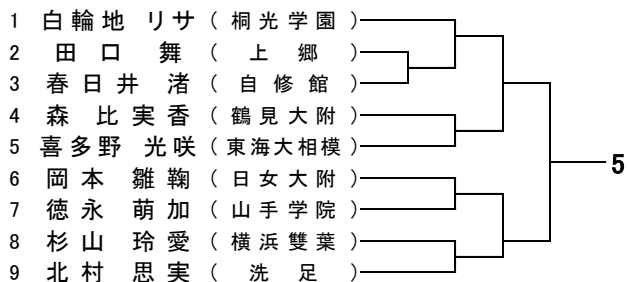 1 白輪地 リサ ( 桐光学園 )
2 田口 舞 ( 上郷 )
3 春日井 渚 ( 自修館 )
4 森 比実香 ( 鶴見大附 )
5 喜多野 光咲 ( 東海大相模 )
6 岡本 雛鞠 ( 日女大附 )
7 徳永 萌加 ( 山手学院 )
8 杉山 玲愛 ( 横浜雙葉 )
9 北村 思実 ( 洗足 )
5